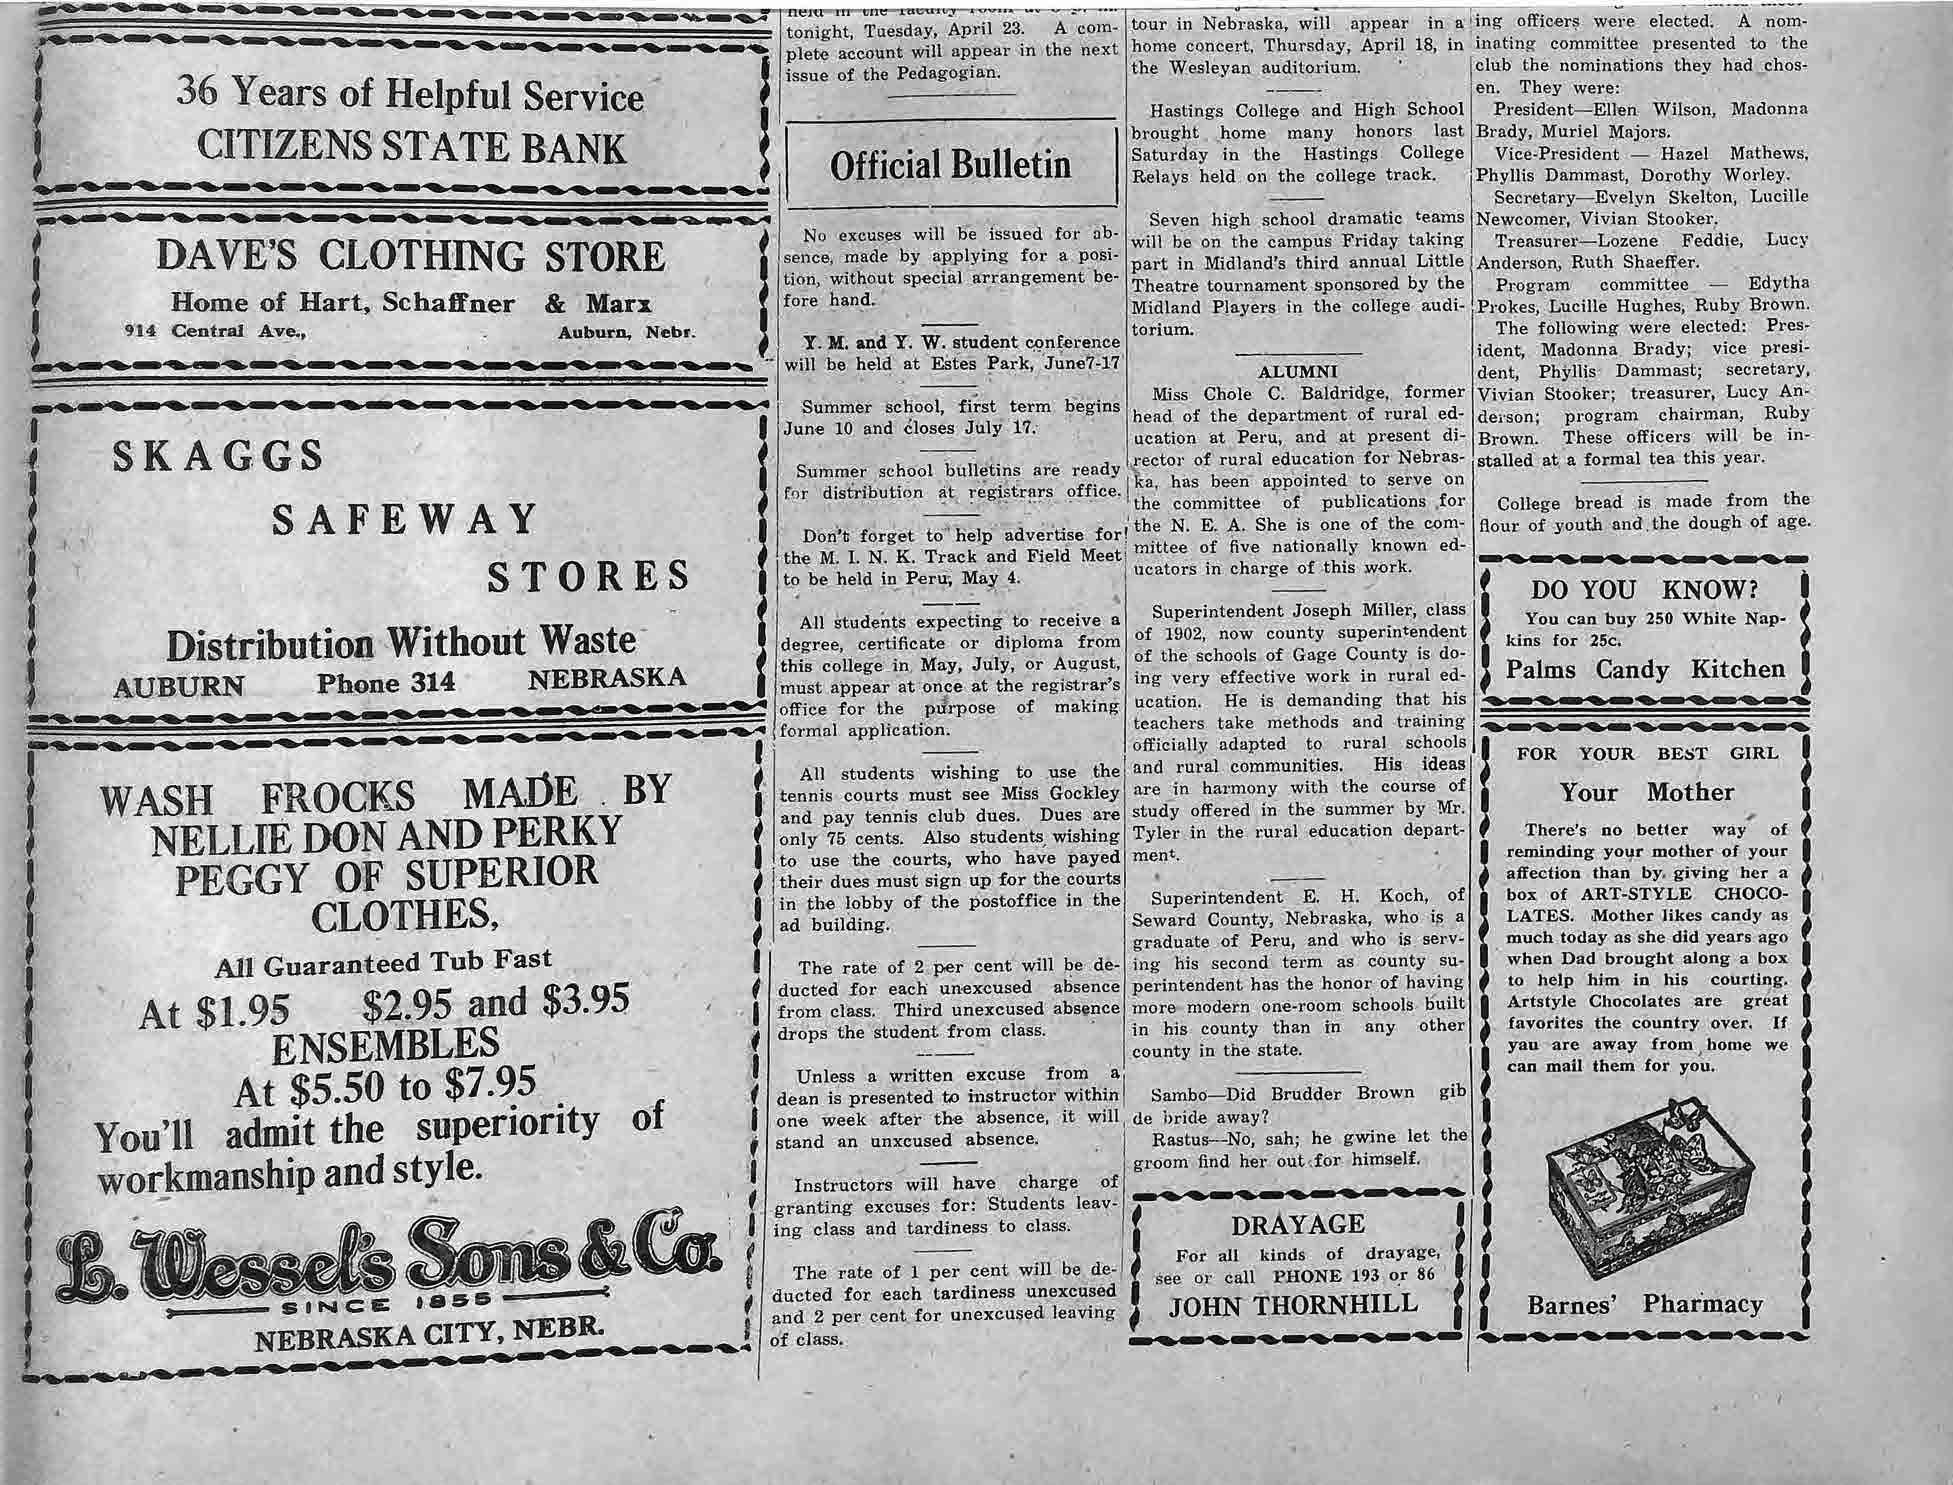 36 Years of Helpful Service
CITIZENS STATE BANK
DAVE'S CLOTHING STORE
Home of Hart, Schaffner & Marx
914 Central Ave., Auburn, Nebr.
SKAGGS
SAFEWAY
STORES
Distribution Without Waste
AUBURN Phone 314 NEBRASKA
WASH FROCKS MADE BY
NELLIE DON AND PERKY
PEGGY OF SUPERIOR
CLOTHES,
All Guaranteed Tub Fast
At $1.95 $2.95 and $3.95
ENSEMBLES
At $5.50 to $7.95
You'll admit the superiority of
workmanship and style.
L. Wessel's Sons & Co.
SINCE 1855
NEBRASKA CITY, NEBR.
held in the faculty room at 8 p. m.
tonight, Tuesday, April 23. A com-
plete account will appear in the next
issue of the Pedagogian.
Official Bulletin
No excuses will be issued for ab-
sence, made by applying for a posi-
tion, without special arrangement be-
fore hand.
Y. M. and Y. W. student conference
will be held at Estes Park, June7-17
Summer school, first term begins
June 10 and closes July 17.
Summer school bulletins are ready
for distribution at registrars office.
Don't forget to help advertise for
the M. I. N. K. Track and Field Meet
to be held in Peru, May 4.
All students expecting to receive a
degree, certificate or diploma from
this college in May, July, or August,
must appear at once at the registrar's
office for the purpose of making
formal application.
All students wishing to use the
tennis courts must see Miss Gockley
and pay tennis club dues. Dues are
only 75 cents. Also students wishing
to use the courts, who have payed
their dues must sign up for the courts
in the lobby of the postoffice in the
ad building.
The rate of 2 per cent will be de-
ducted for each unexcused absence
from class. Third unexcused absence
drops the student from class.
Unless a written excuse from a
dean is presented to instructor within
one week after the absence, it will
stand an unxcused absence.
Instructors will have charge of
granting excuses for: Students leav-
ing class and tardiness to class.
The rate of 1 per cent will be de-
ducted for each tardiness unexcused
and 2 per cent for unexcused leaving
of class.
tour in Nebraska, will appear in a
home concert, Thursday, April 18, in
the Wesleyan auditorium.
Hastings College and High School
brought home many honors last
Saturday in the Hastings College
Relays held on the college track.
Seven high school dramatic teams
will be on the campus Friday taking
part in Midland's third annual Little
Theatre tournament sponsored by the
Midland Players in the college audi-
torium.
ALUMNI
Miss Chole C. Baldridge, former
head of the department of rural ed-
ucation at Peru, and at present di-
rector of rural education for Nebras-
ka, has been appointed to serve on
the committee of publications for
the N. E. A. She is one of the com-
mittee of five nationally known ed-
ucators in charge of this work.
Superintendent Joseph Miller, class
of 1902, now county superintendent
of the schools of Gage County is do-
ing very effective work in rural ed-
ucation. He is demanding that his
teachers take methods and training
officially adapted to rural schools
and rural communities. His ideas
are in harmony with the course of
study offered in the summer by Mr.
Tyler in the rural education depart-
ment.
Superintendent E. H. Koch, of
Seward County, Nebraska, who is a
graduate of Peru, and who is serv-
ing his second term as county su-
perintendent has the honor of having
more modern one-room schools built
in his county than in any other
county in the state.
Sambo—Did Brudder Brown gib
de bride away?
Rastus—No, sah; he gwine let the
groom find her out for himself.
DRAYAGE
For all kinds of drayage,
see or call PHONE 193 or 86
JOHN THORNHILL
ing officers were elected. A nom-
inating committee presented to the
club the nominations they had chos-
en. They were:
President—Ellen Wilson, Madonna
Brady, Muriel Majors.
Vice-President — Hazel Mathews,
Phyllis Dammast, Dorothy Worley.
Secretary—Evelyn Skelton, Lucille
Newcomer, Vivian Stooker.
Treasurer—Lozene Feddie, Lucy
Anderson, Ruth Shaeffer.
Program committee — Edytha
Prokes, Lucille Hughes, Ruby Brown.
The following were elected: Pres-
ident, Madonna Brady; vice presi-
dent, Phyllis Dammast; secretary,
Vivian Stooker; treasurer, Lucy An-
derson; program chairman, Ruby
Brown. These officers will be in-
stalled at a formal tea this year.
College bread is made from the
flour of youth and the dough of age.
DO YOU KNOW?
You can buy 250 White Nap-
kins for 25c.
Palms Candy Kitchen
FOR YOUR BEST GIRL
Your Mother
There's no better way of
reminding your mother of your
affection than by giving her a
box of ART-STYLE CHOCO-
LATES. Mother likes candy as
much today as she did years ago
when Dad brought along a box
to help him in his courting.
Artstyle Chocolates are great
favorites the country over. If
yau are away from home we
can mail them for you.
Barnes' Pharmacy